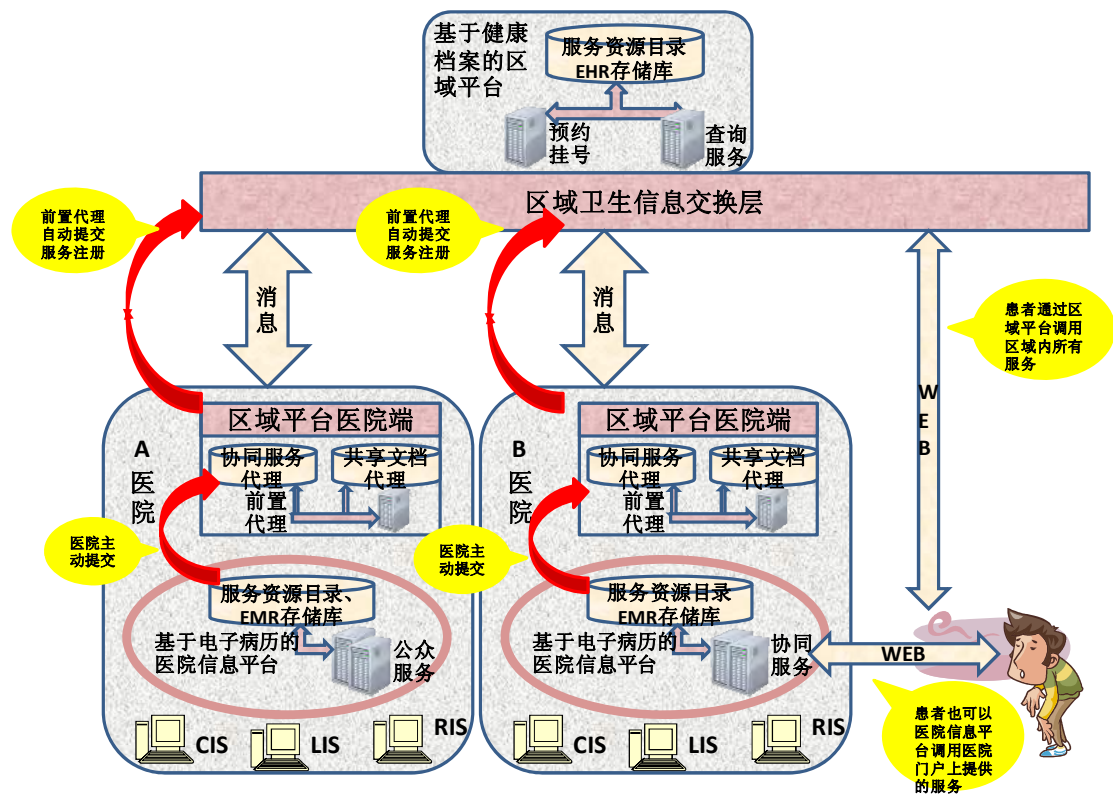 基于健康
档案的区
域平台
服务资源目录
EHR存储库
预约
挂号
查询
服务
区域卫生信息交换层
前置代理
自动提交
服务注册
前置代理
自动提交
服务注册
消
息
消
息
患者通过区
域平台调用
区域内所有
服务
W
E
B
A
医
院
区域平台医院端
协同服务
代理
共享文档
代理
前置
代理
医院主
动提交
服务资源目录、
EMR存储库
基于电子病历的
医院信息平台
公众
服务
CIS
LIS
RIS
B
医
院
区域平台医院端
协同服务
代理
共享文档
代理
前置
代理
医院主
动提交
服务资源目录
EMR存储库
基于电子病历的
医院信息平台
协同
服务
CIS
LIS
RIS
WEB
患者也可以
医院信息平
台调用医院
门户上提供
的服务